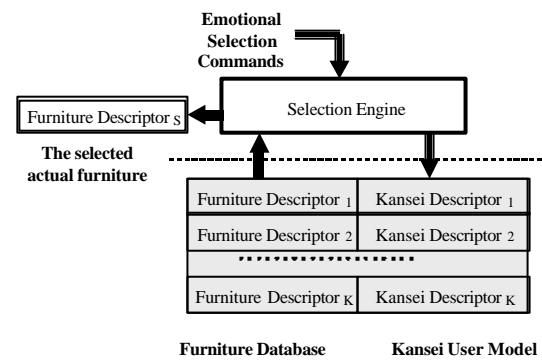 Emotional
Selection
Commands
Selection Engine
Furniture Descriptor S
The selected
actual furniture
Furniture Descriptor 1 Kansei Descriptor 1
Furniture Descriptor 2 Kansei Descriptor 2
Furniture Descriptor K Kansei Descriptor K
Furniture Database Kansei User Model